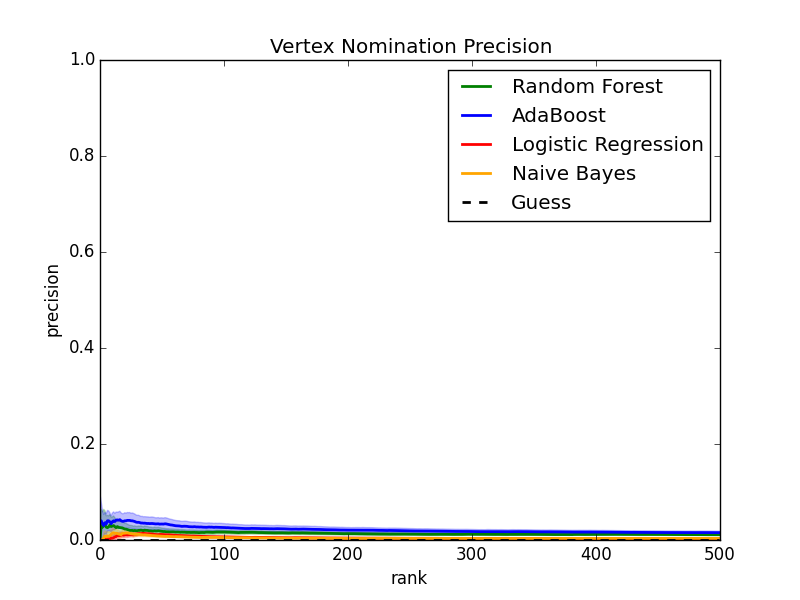 Vertex Nomination Precision
1.0
0.8
0.6
0.4
0.2
0.0
precision
Random Forest
AdaBoost
Logistic Regression
Naive Bayes
Guess
0 100 200 300 400 500
rank